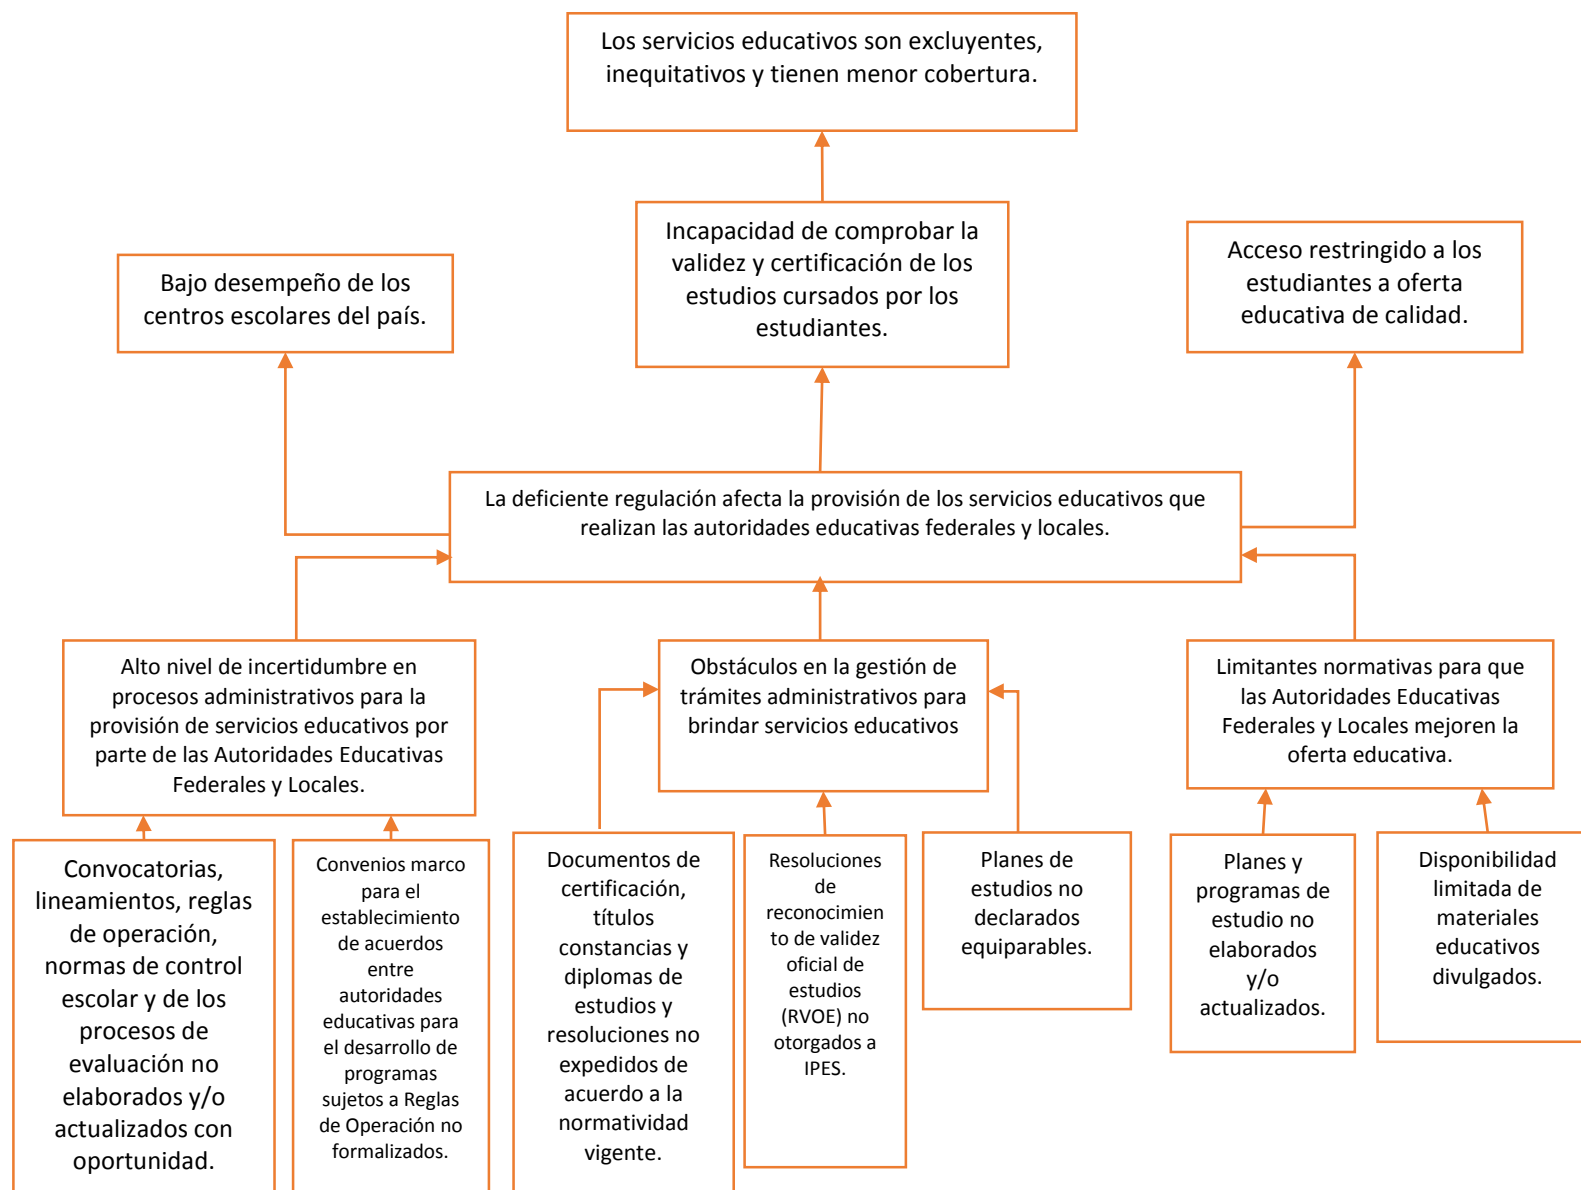 Los servicios educativos son excluyentes,
inequitativos y tienen menor cobertura.
Incapacidad de comprobar la
validez y certificación de los
estudios cursados por los
estudiantes.
Bajo desempeño de los
centros escolares del país.
Acceso restringido a los
estudiantes a oferta
educativa de calidad.
La deficiente regulación afecta la provisión de los servicios educativos que
realizan las autoridades educativas federales y locales.
Alto nivel de incertidumbre en
procesos administrativos para la
provisión de servicios educativos por
parte de las Autoridades Educativas
Federales y Locales.
Obstáculos en la gestión de
trámites administrativos para
brindar servicios educativos
Limitantes normativas para que
las Autoridades Educativas
Federales y Locales mejoren la
oferta educativa.
Convocatorias,
lineamientos, reglas
de operación,
normas de control
escolar y de los
procesos de
evaluación no
elaborados y/o
actualizados con
oportunidad.
Convenios marco
para el
establecimiento
de acuerdos
entre
autoridades
educativas para
el desarrollo de
programas
sujetos a Reglas
de Operación no
formalizados.
Documentos de
certificación,
títulos
constancias y
diplomas de
estudios y
resoluciones no
expedidos de
acuerdo a la
normatividad
vigente.
Resoluciones
de
reconocimien
to de validez
oficial de
estudios
(RVOE) no
otorgados a
IPES.
Planes de
estudios no
declarados
equiparables.
Planes y
programas de
estudio no
elaborados
y/o
actualizados.
Disponibilidad
limitada de
materiales
educativos
divulgados.